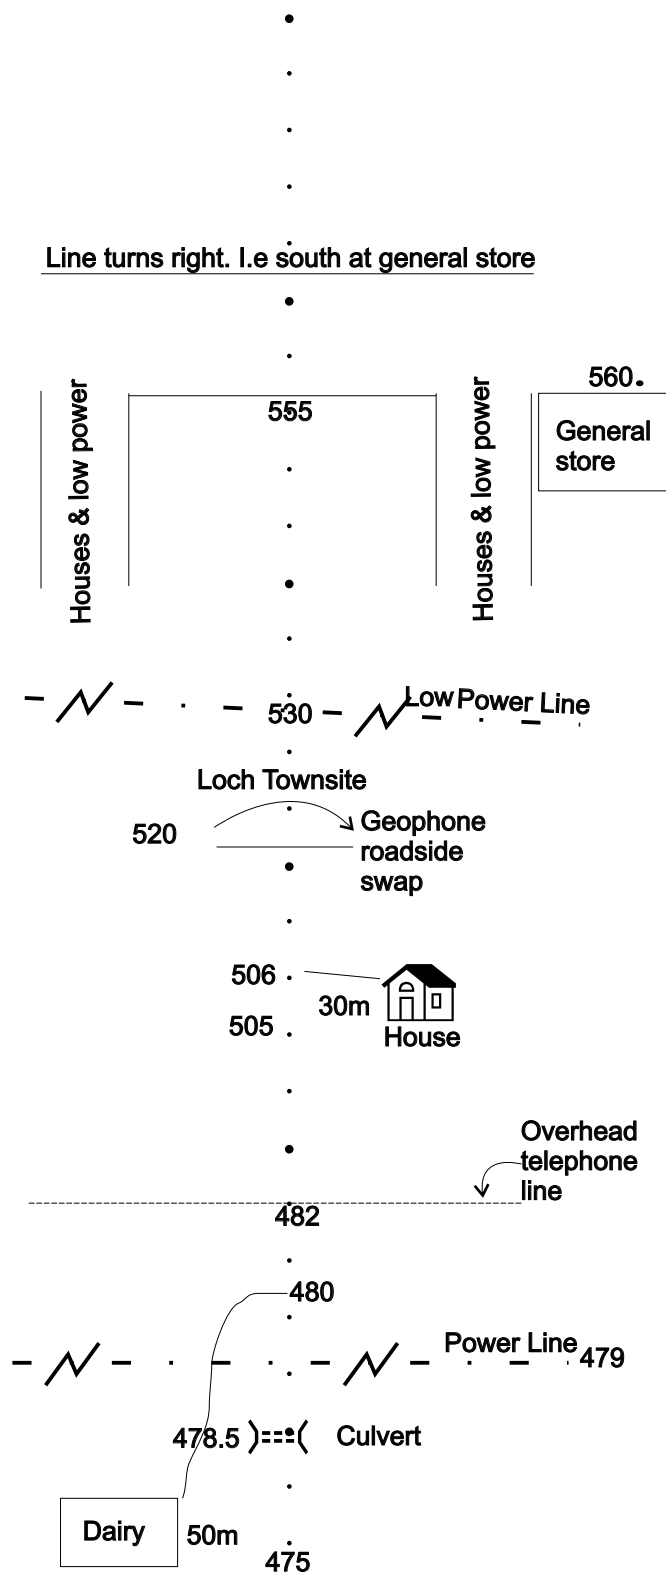 Line turns right. I.e south at general store
560.
Houses & low power
555
Houses & low power
General
store
Low Power Line
530
Loch Townsite
520
Geophone
roadside
swap
506
30m
505
House
Overhead
telephone
line
482
480
Power Line 479
478.5
Culvert
Dairy
50m
475